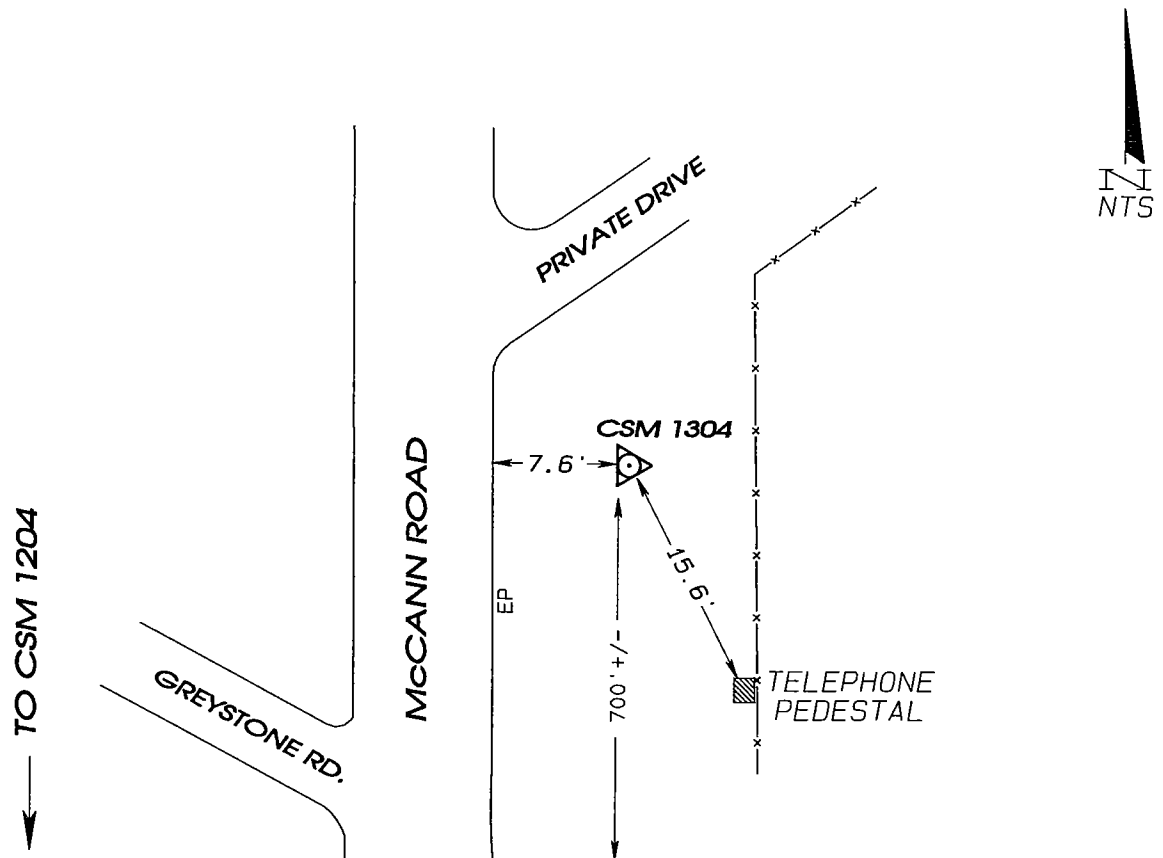 N
NTS
PRIVATE DRIVE
CSM 1304
7.6'
McCANN ROAD
TO CSM 1204
15.6'
EP
700' +/-
GREYSTONE RD.
TELEPHONE
PEDESTAL